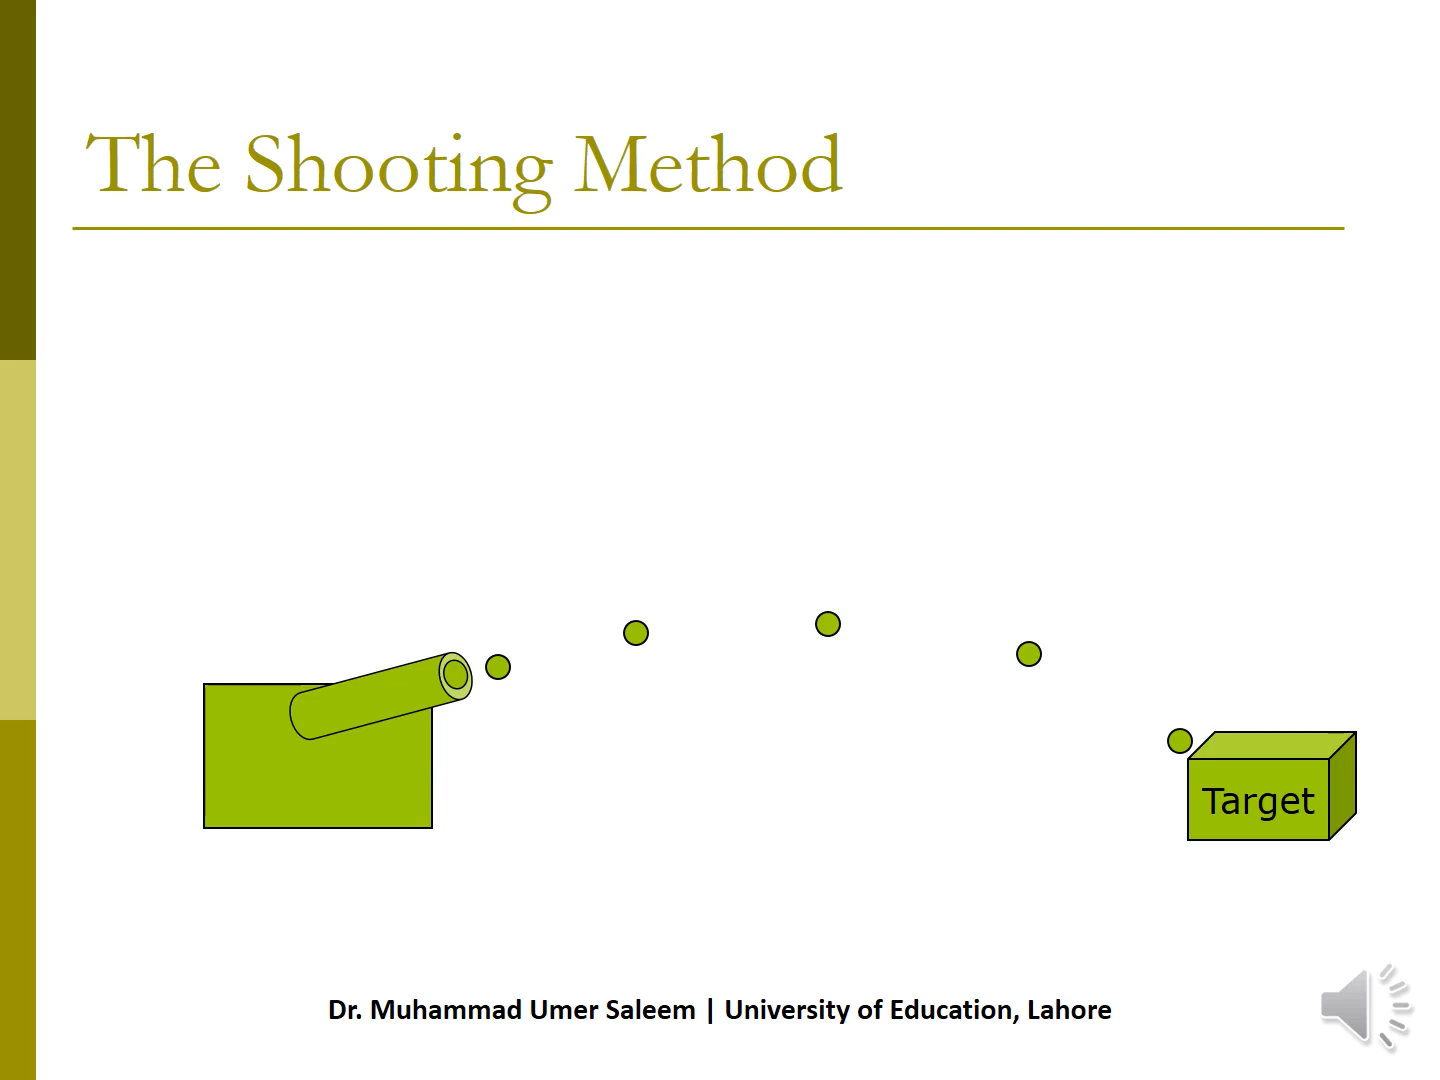 The Shooting Method
Target
Dr. Muhammad Umer Saleem | University of Education, Lahore